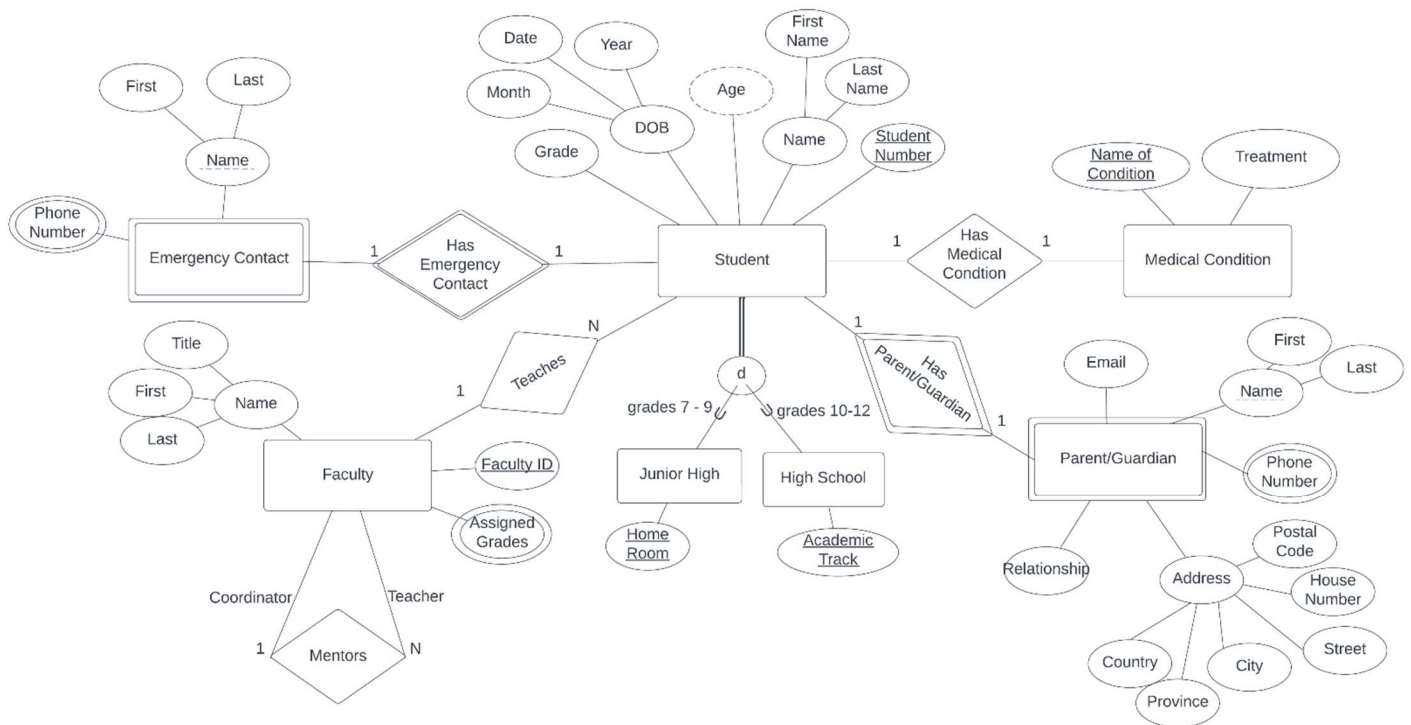 First
Last
Name
Phone
Number
Emergency Contact
1
Has
Emergency
Contact
1
Date
Year
Month
DOB
Grade
Age
First
Name
Last
Name
Name
Student
Number
Student
1
Has
Medical
Condtion
1
Name of
Condition
Treatment
Medical Condition
Title
First
Last
Name
Faculty
1
Teaches
N
Faculty ID
Assigned
Grades
Coordinator
Teacher
1
Mentors
N
d
grades 7 - 9
grades 10-12
Junior High
High School
Home
Room
Academic
Track
1
Has
Parent/Guardian
1
Email
First
Last
Name
Parent/Guardian
Phone
Number
Relationship
Address
Postal
Code
House
Number
Street
City
Province
Country